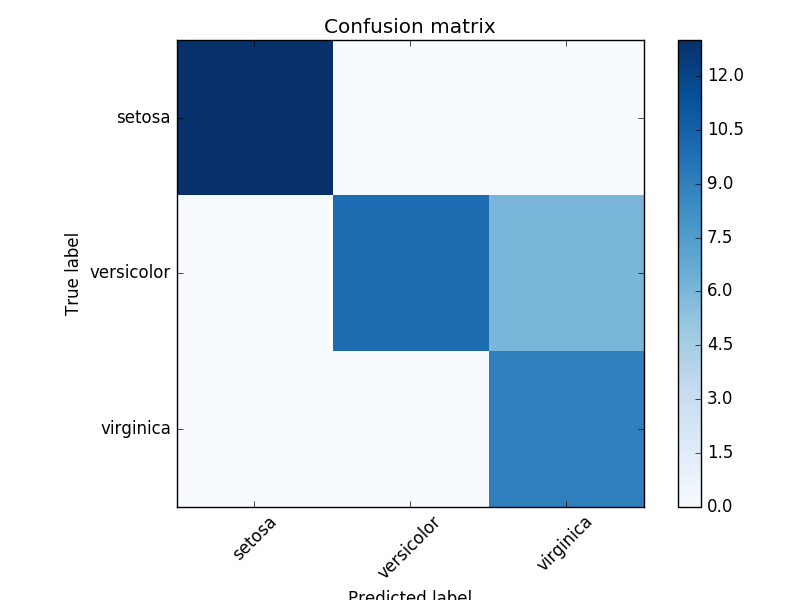 Confusion matrix
True label
setosa
versicolor
virginica
setosa
versicolor
virginica
Predicted label
12.0
10.5
9.0
7.5
6.0
4.5
3.0
1.5
0.0